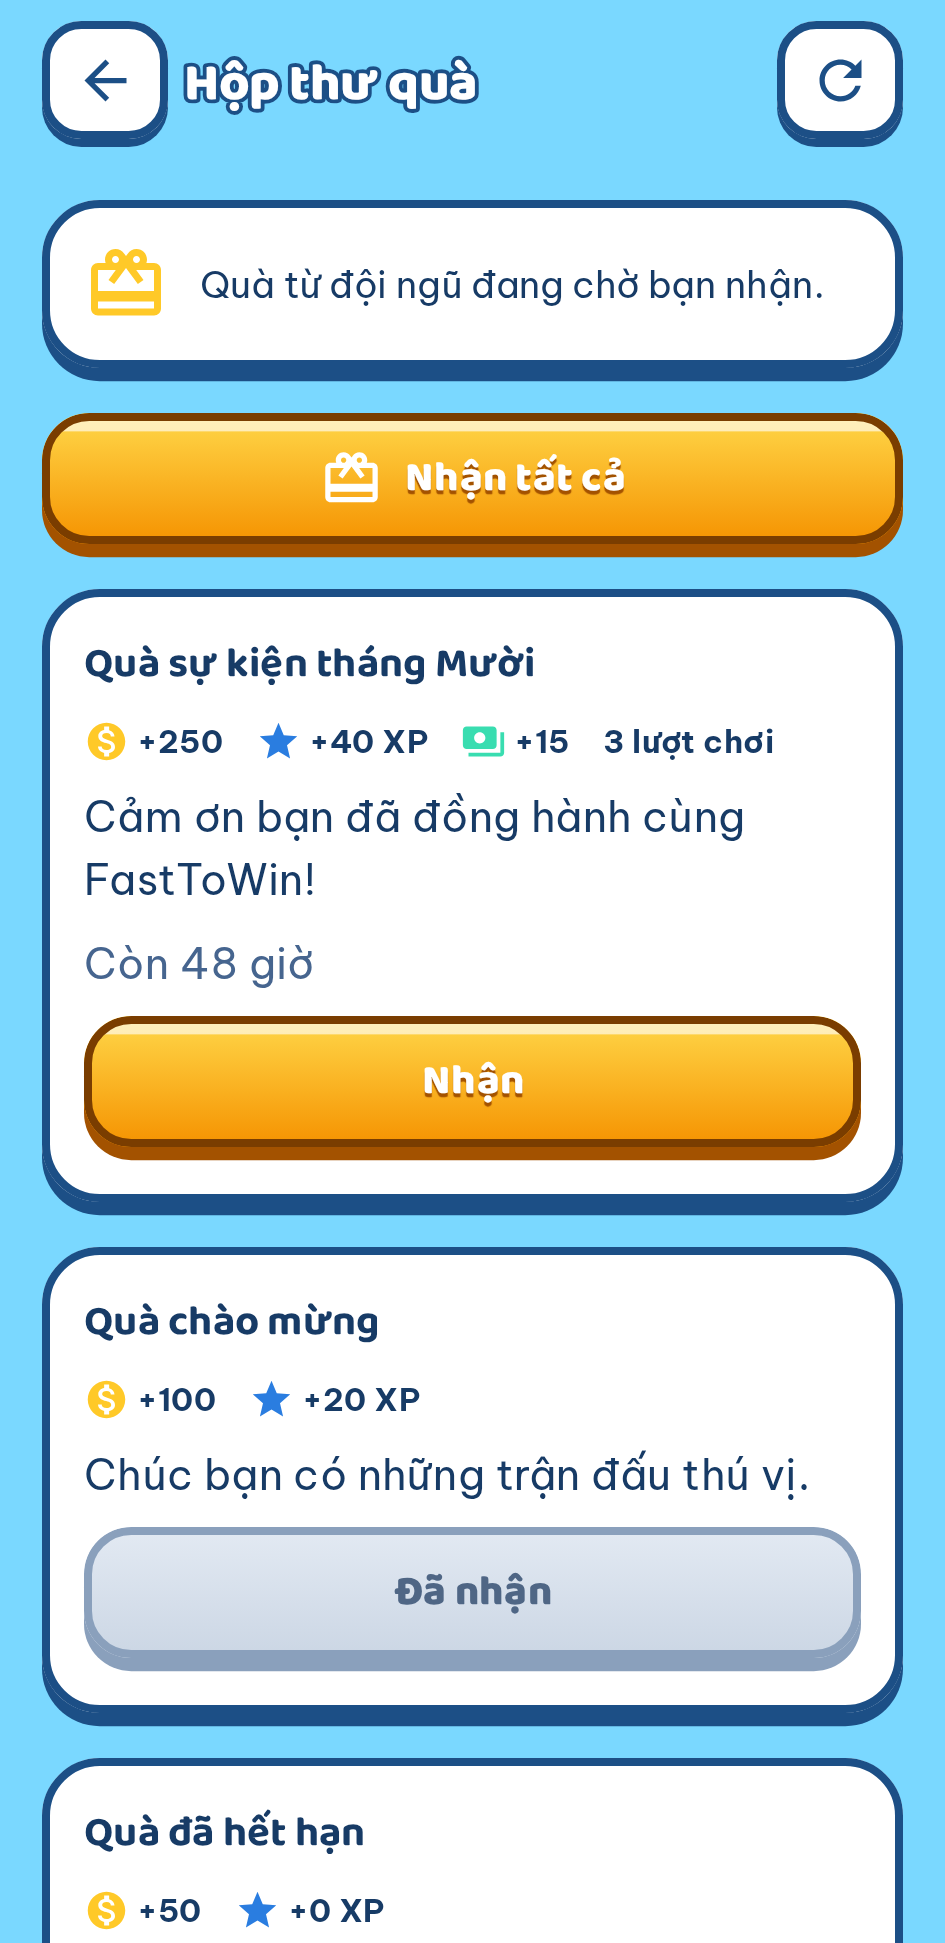 Hộp thư quà
Quà từ đội ngũ đang chờ bạn nhận.
Nhận tất cả
Quà sự kiện tháng Mười
+250 +40 XP +15 3 lượt chơi
Cảm ơn bạn đã đồng hành cùng
FastToWin!
Còn 48 giờ
Nhận
Quà chào mừng
+100 +20 XP
Chúc bạn có những trận đấu thú vị.
Đã nhận
Quà đã hết hạn
+50 +0 XP